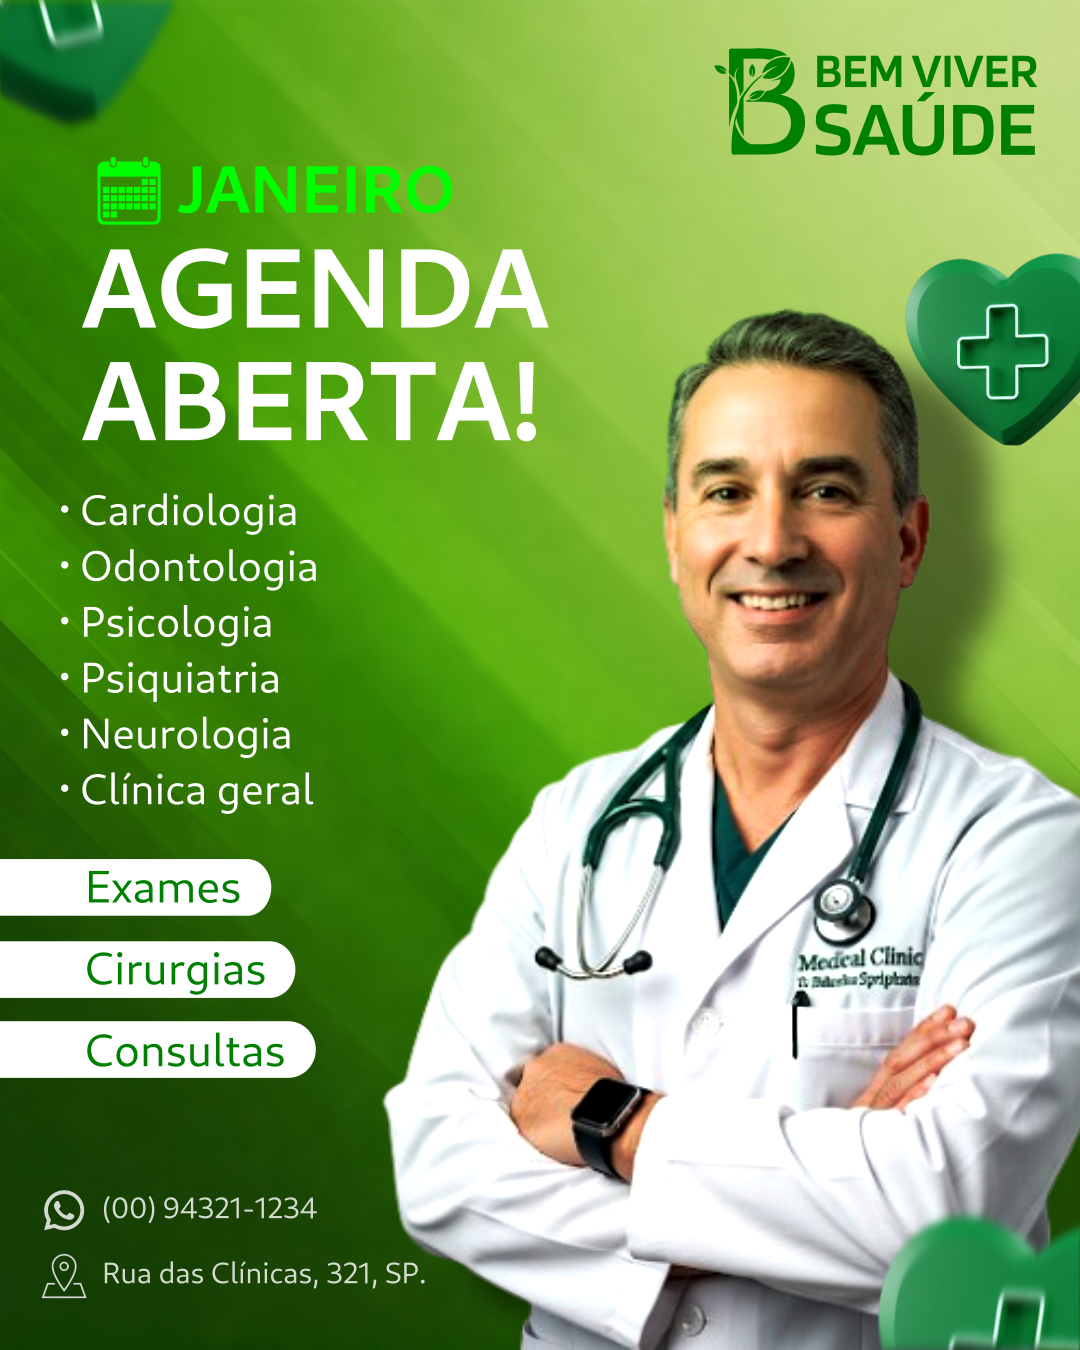 BEM VIVER
SAÚDE
JANEIRO
AGENDA
ABERTA!
• Cardiologia
• Odontologia
• Psicologia
• Psiquiatria
• Neurologia
• Clínica geral
Exames
Cirurgias
Consultas
Medical Clinic
(00) 94321-1234
Rua das Clínicas, 321, SP.